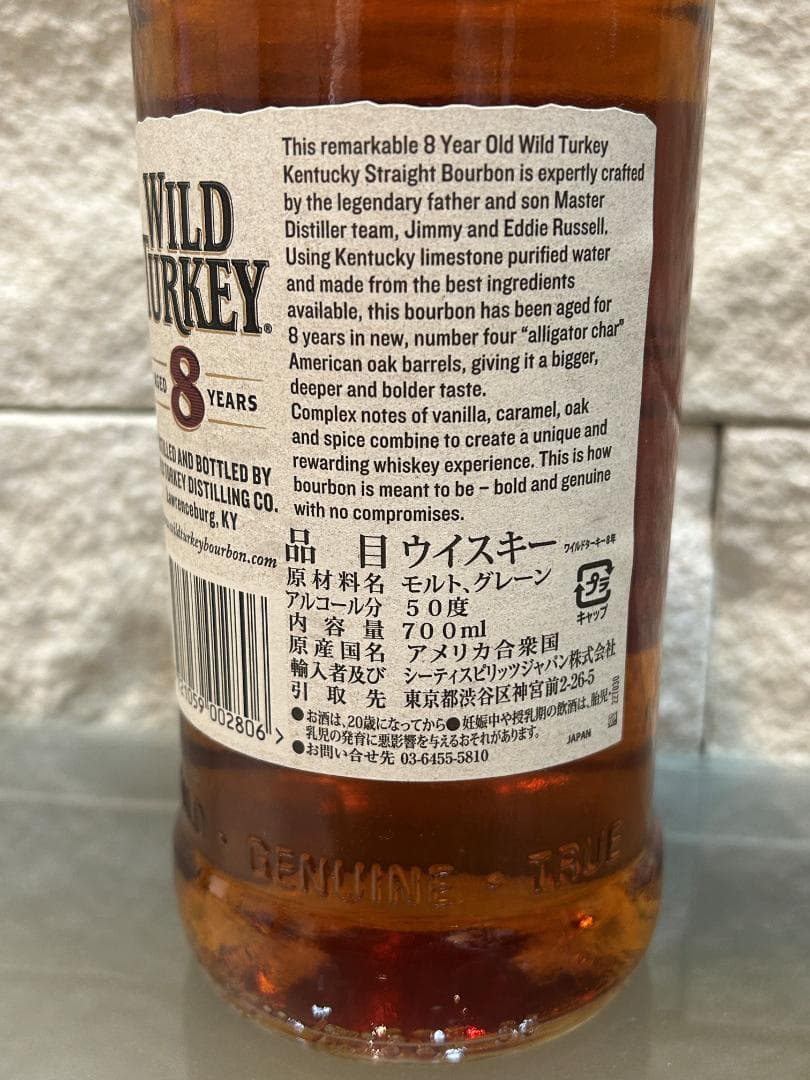 WILD
TURKEY®
AGED 8 YEARS
AND BOTTLED BY
TURKEY DISTILLING CO.
Lawrenceburg, KY
wildturkeybourbon.com
This remarkable 8 Year Old Wild Turkey
Kentucky Straight Bourbon is expertly crafted
by the legendary father and son Master
Distiller team, Jimmy and Eddie Russell.
Using Kentucky limestone purified water
and made from the best ingredients
available, this bourbon has been aged for
8 years in new, number four “alligator char”
American oak barrels, giving it a bigger,
deeper and bolder taste.
Complex notes of vanilla, caramel, oak
and spice combine to create a unique and
rewarding whiskey experience. This is how
bourbon is meant to be – bold and genuine
with no compromises.
品目 ウイスキー ワイルドターキー8年
原材料名 モルト、グレーン
アルコール分 50度
内容量 700ml
原産国名 アメリカ合衆国
輸入者及び シーティスピリッツジャパン株式会社
引取先 東京都渋谷区神宮前2-26-5
プラ
キャップ
●お酒は、20歳になってから●妊娠中や授乳期の飲酒は、胎児・
乳児の発育に悪影響を与えるおそれがあります。
●お問い合せ先 03-6455-5810
JAPAN
1059 002806 >
GENUINE · TRUE